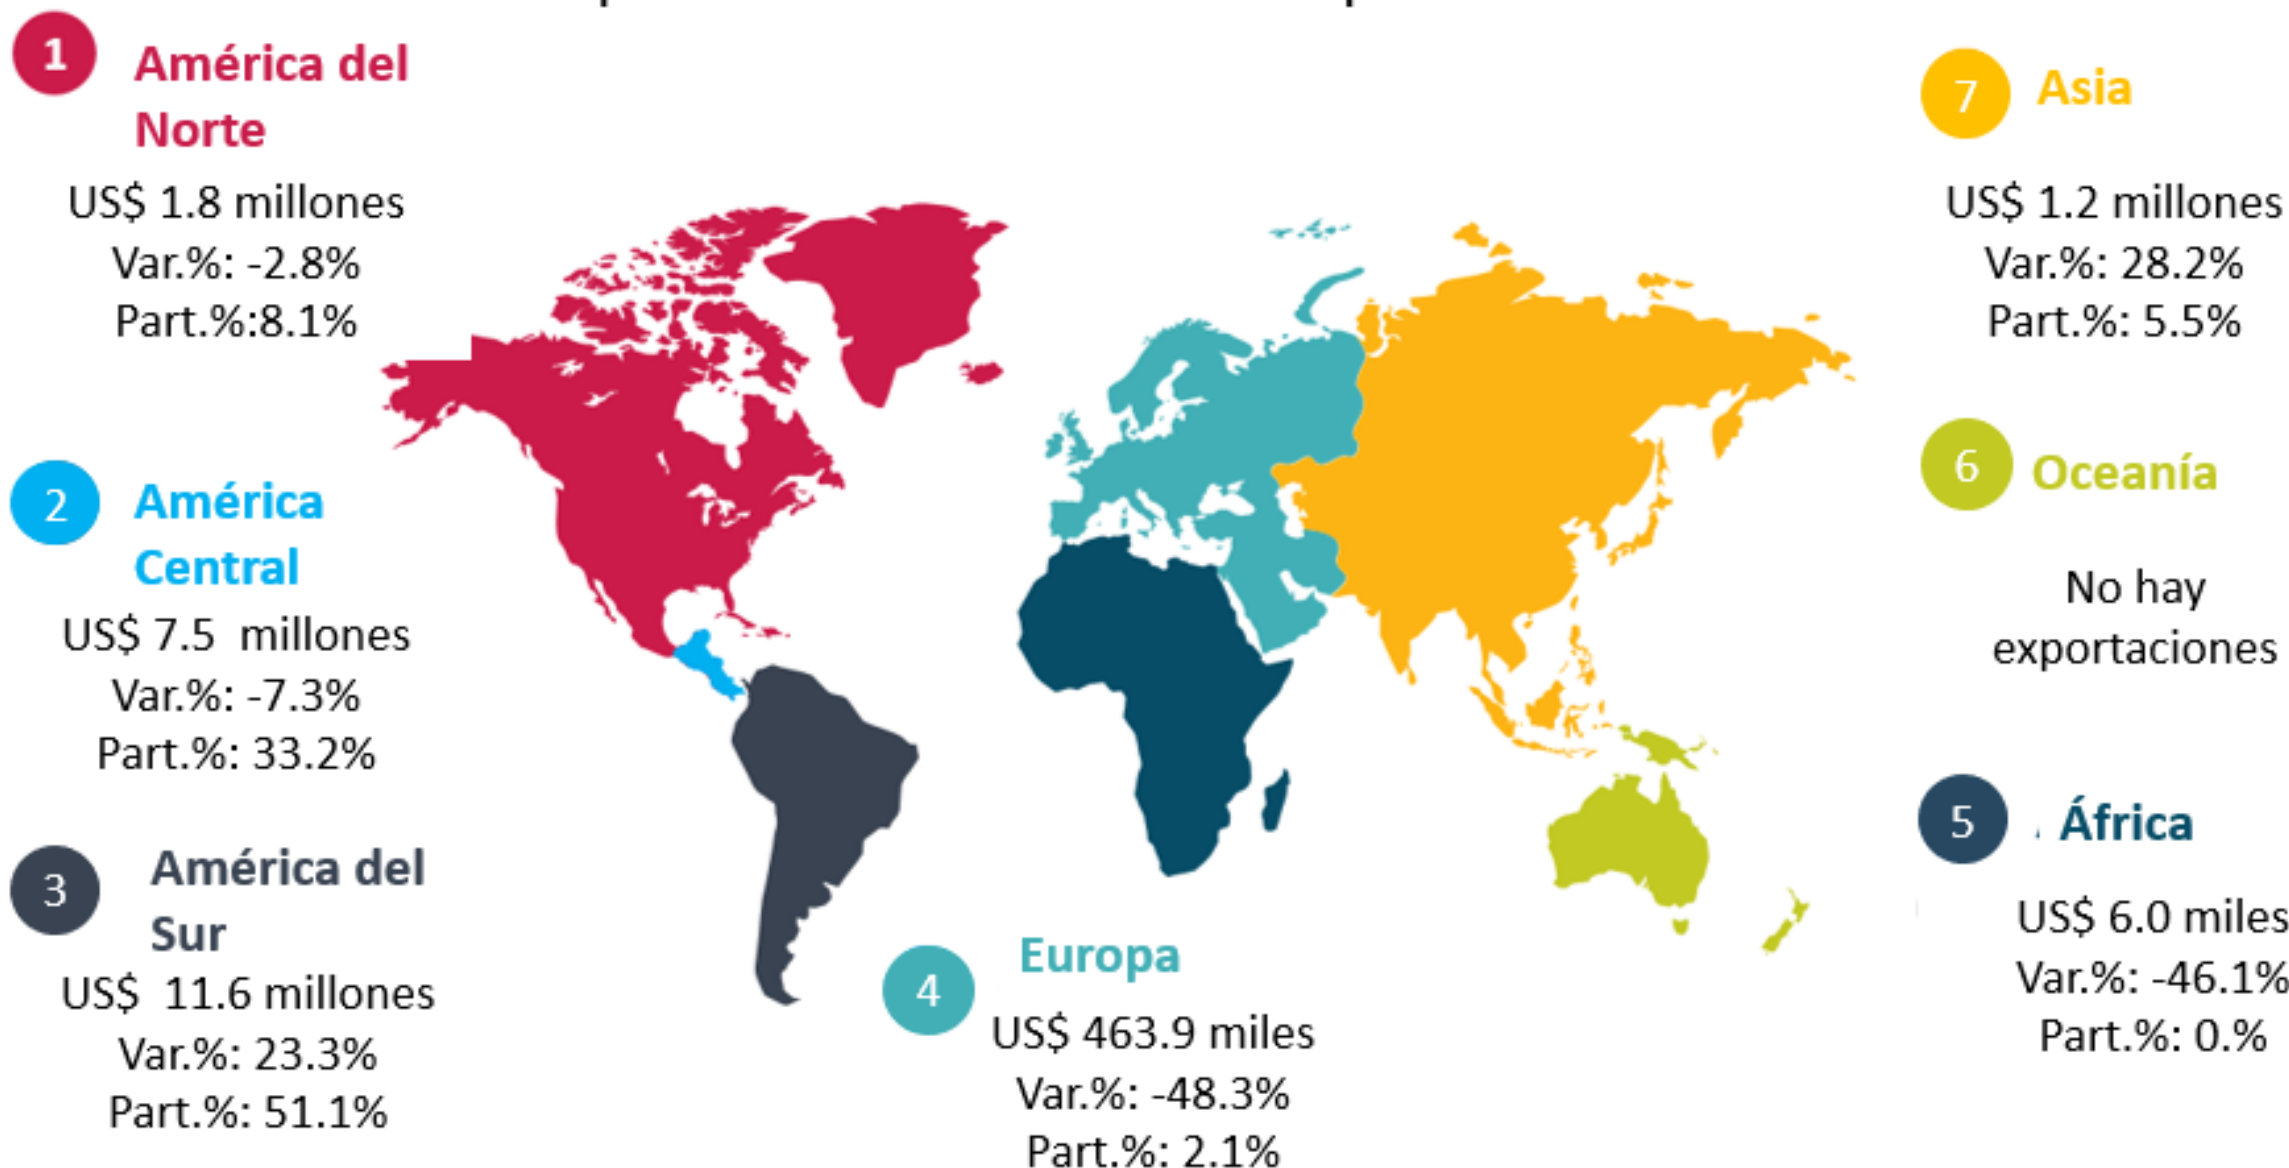 1
América del
Norte
US$ 1.8 millones
Var.%: -2.8%
Part.%:8.1%
2
América
Central
US$ 7.5 millones
Var.%: -7.3%
Part.%: 33.2%
3
América del
Sur
US$ 11.6 millones
Var.%: 23.3%
Part.%: 51.1%
4
Europa
US$ 463.9 miles
Var.%: -48.3%
Part.%: 2.1%
7
Asia
US$ 1.2 millones
Var.%: 28.2%
Part.%: 5.5%
6
Oceanía
No hay
exportaciones
5
África
US$ 6.0 miles
Var.%: -46.1%
Part.%: 0.%